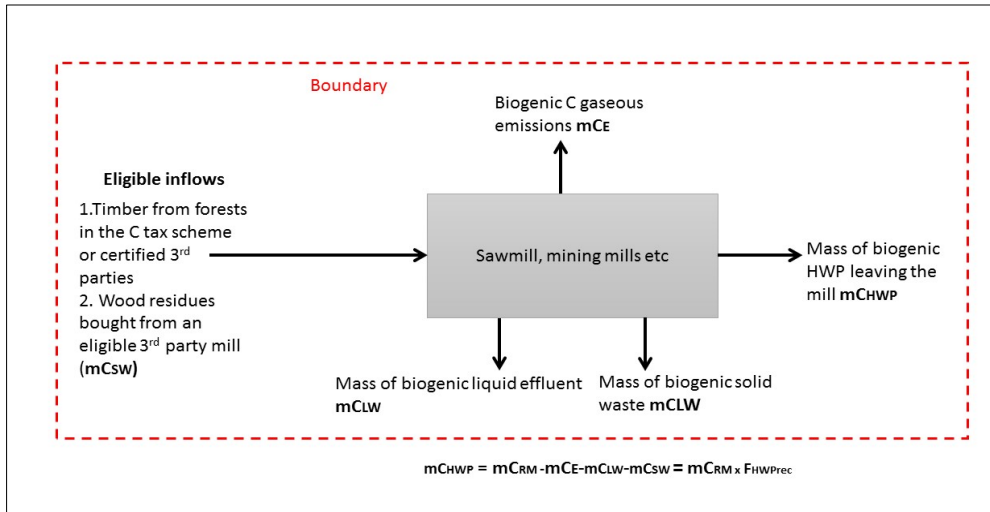 Boundary
Biogenic C gaseous
emissions mCE
Eligible inflows
1.Timber from forests
in the C tax scheme
or certified 3rd
parties
2. Wood residues
bought from an
eligible 3rd party mill
(mCsw)
Sawmill, mining mills etc
Mass of biogenic
HWP leaving the
mill mCHWP
Mass of biogenic liquid effluent
mCLW
Mass of biogenic solid
waste mCLW
mCHWP = mCRM -mCE-mCLW-mCSW = mCRM x FHWPrec